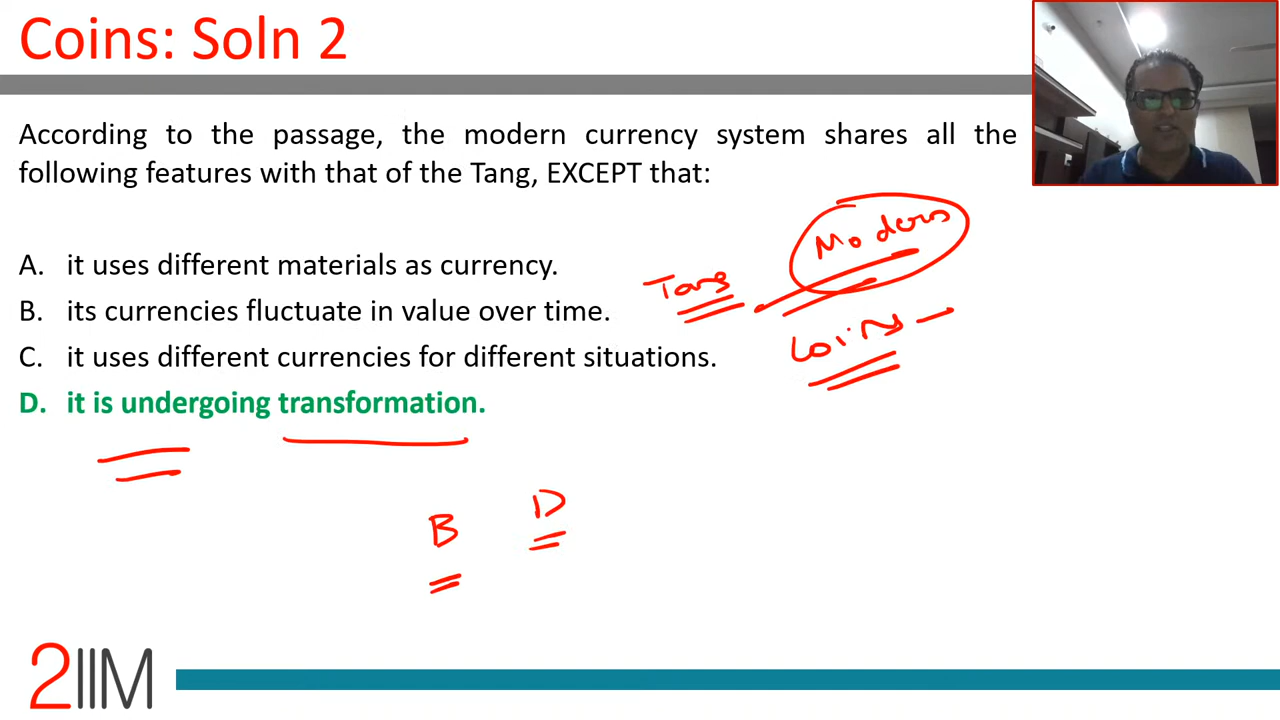 Coins: Soln 2
According to the passage, the modern currency system shares all the
following features with that of the Tang, EXCEPT that:
A. it uses different materials as currency.
B. its currencies fluctuate in value over time.
C. it uses different currencies for different situations.
D. it is undergoing transformation.
Modern
Tang
Coins
B D
2IIM